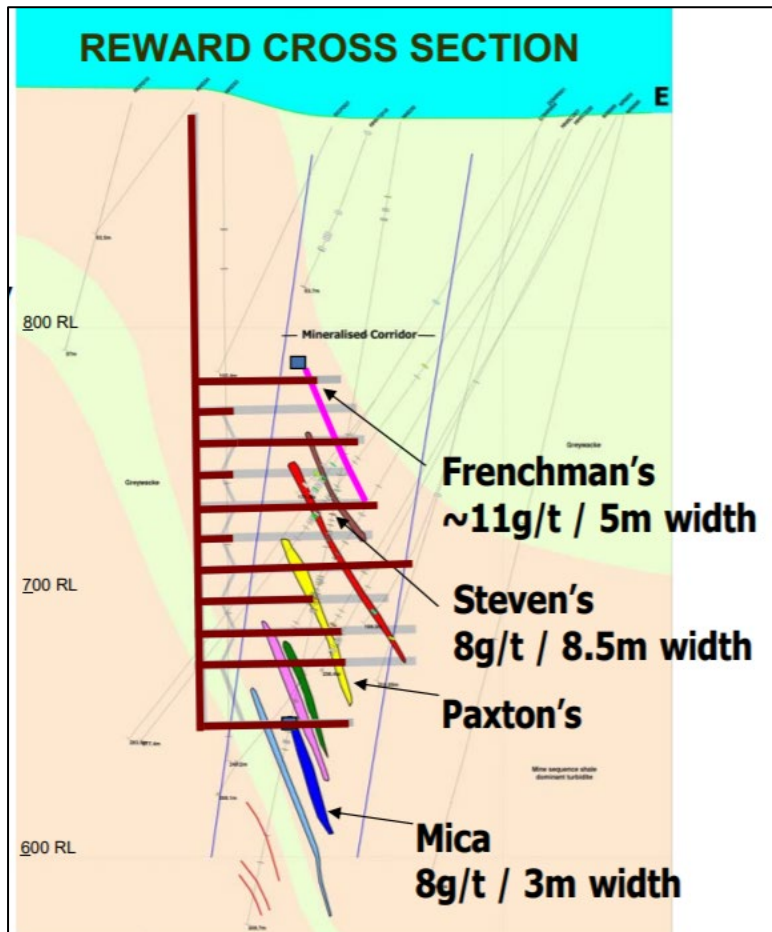 REWARD CROSS SECTION
E
800 RL
Mineralised Corridor
Greywacke
Frenchman's
~11g/t / 5m width
Greywacke
700 RL
Steven's
8g/t / 8.5m width
Paxton's
Mine sequence shale
dominant turbidite
600 RL
Mica
8g/t / 3m width